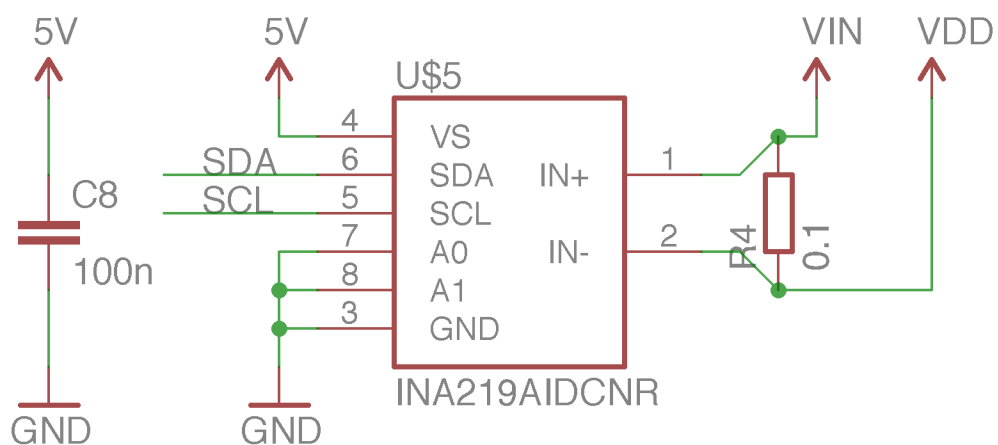 5V
5V
VIN
VDD
U$5
4
VS
SDA
6
SDA
IN+
1
C8
SCL
5
SCL
100n
7
A0
IN-
2
R4
0.1
8
A1
3
GND
INA219AIDCNR
GND
GND